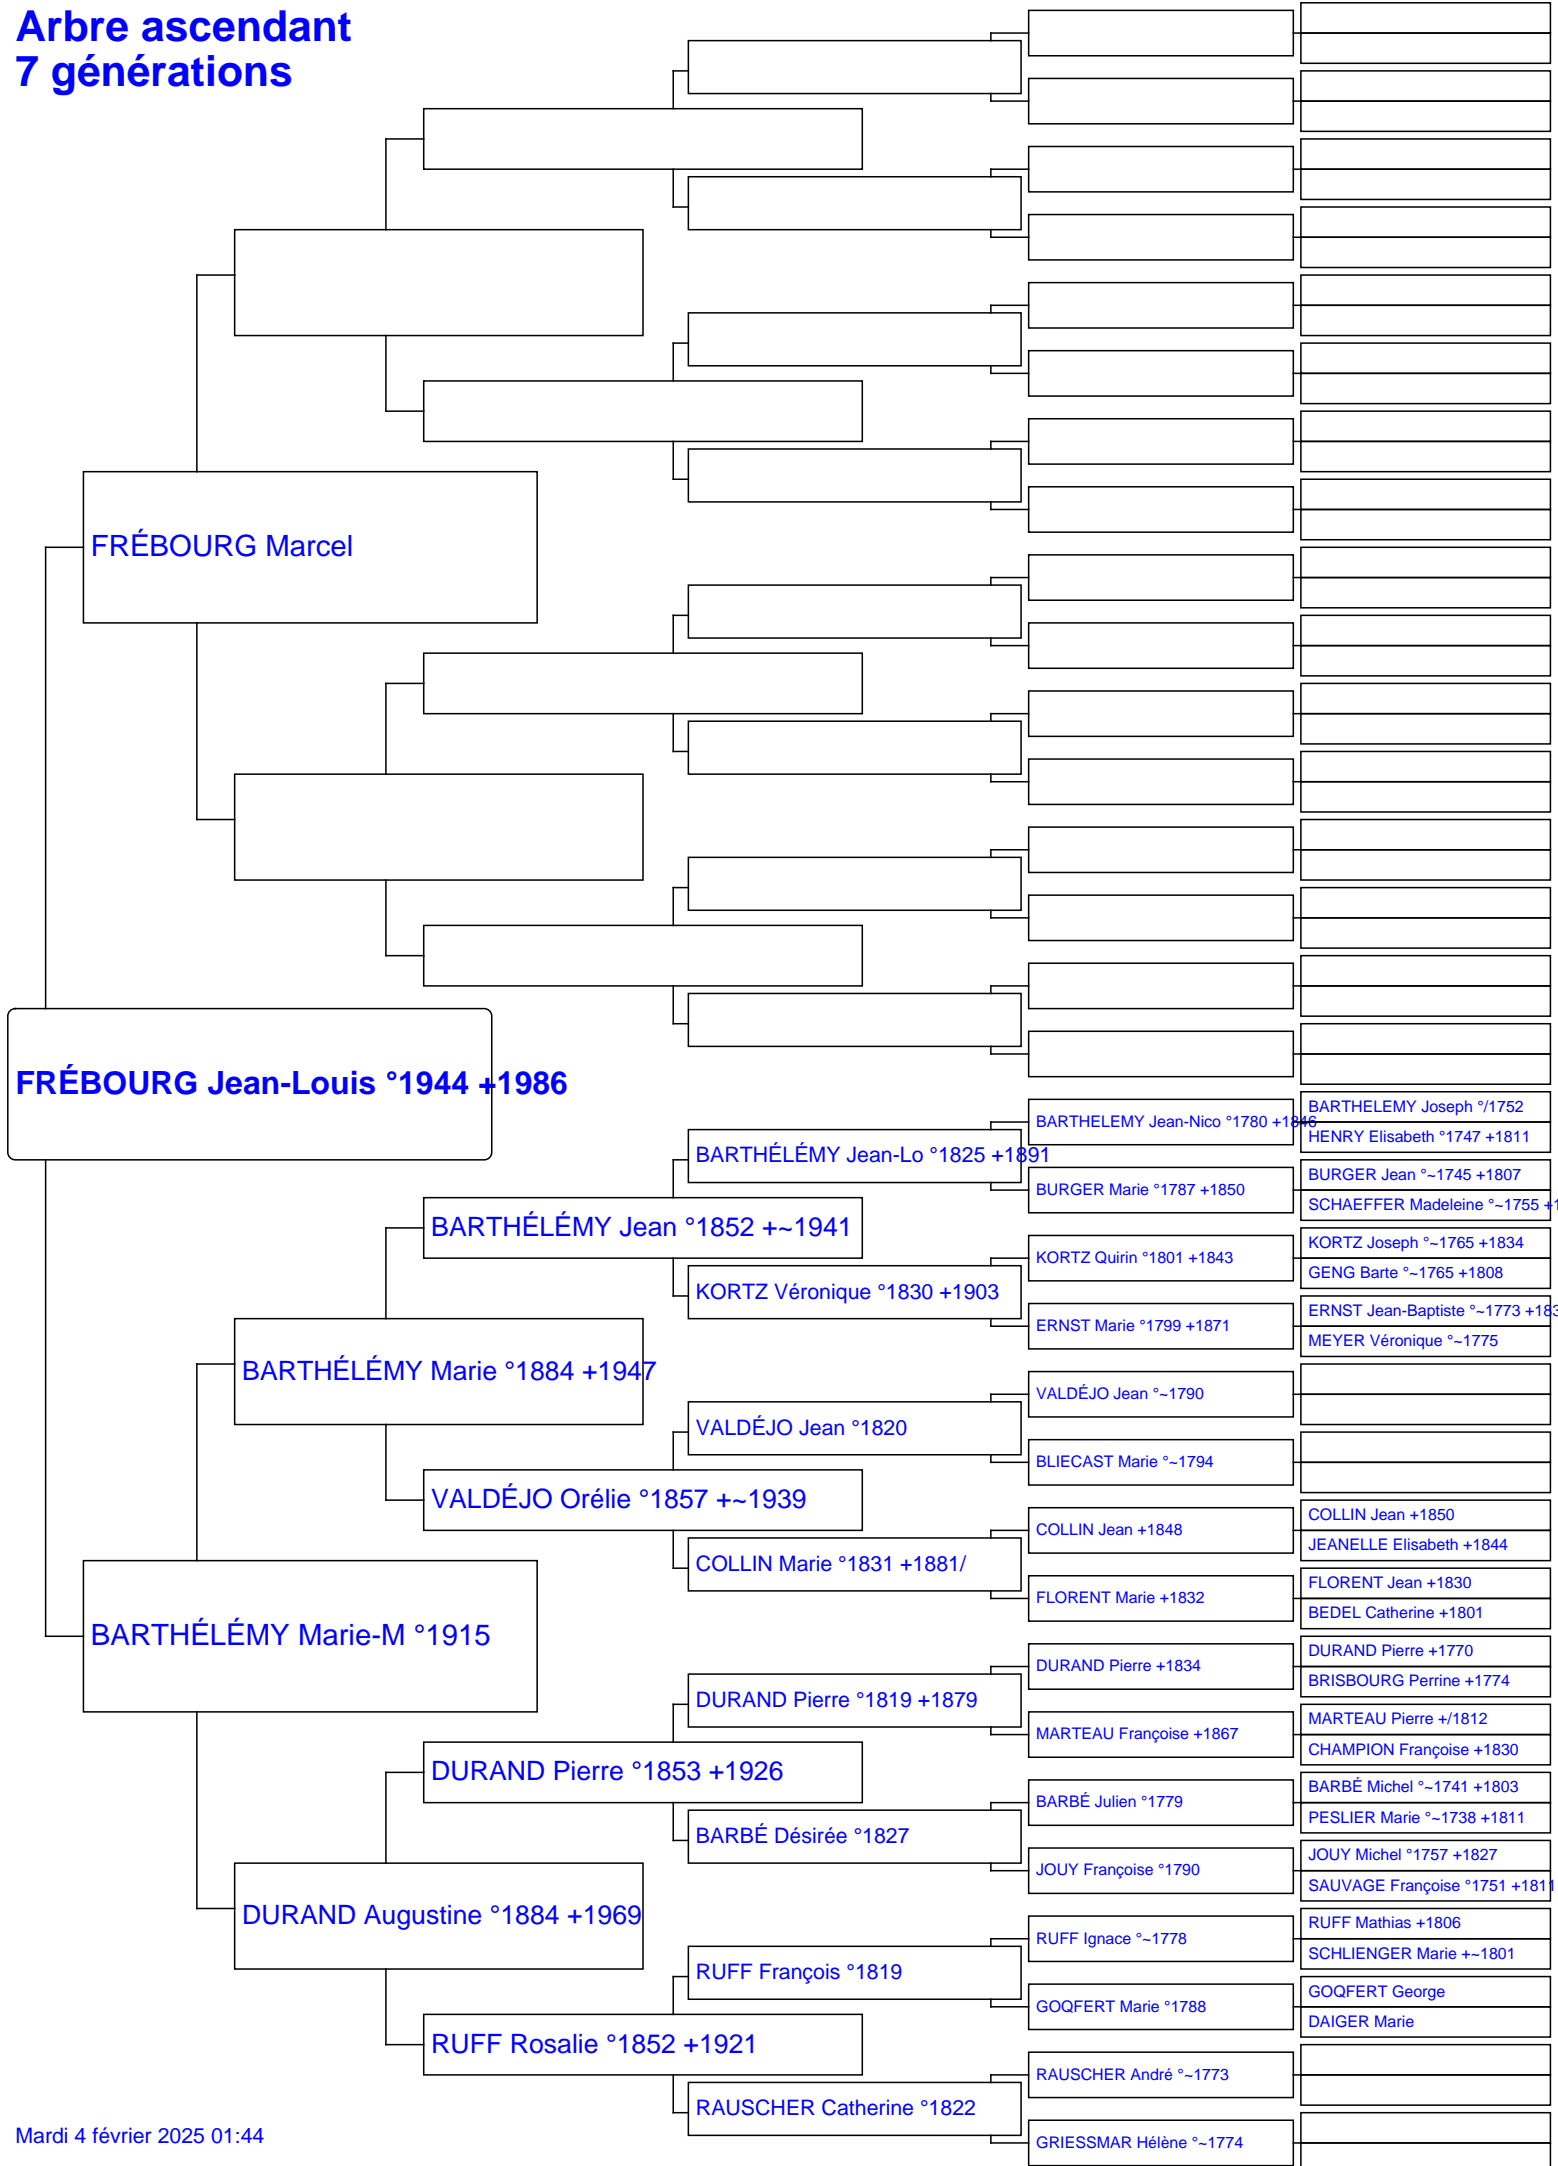 Arbre ascendant
7 générations
FRÉBOURG Marcel
FRÉBOURG Jean-Louis °1944 +1986
BARTHELEMY Joseph °/1752
BARTHELEMY Jean-Nico °1780 +1846
HENRY Elisabeth °1747 +1811
BARTHÉLÉMY Jean-Lo °1825 +1891
BURGER Jean °~1745 +1807
BURGER Marie °1787 +1850
SCHAEFFER Madeleine °~1755 +1
BARTHÉLÉMY Jean °1852 +~1941
KORTZ Joseph °~1765 +1834
KORTZ Quirin °1801 +1843
GENG Barte °~1765 +1808
KORTZ Véronique °1830 +1903
ERNST Jean-Baptiste °~1773 +183
ERNST Marie °1799 +1871
MEYER Véronique °~1775
BARTHÉLÉMY Marie °1884 +1947
VALDÉJO Jean °~1790
VALDÉJO Jean °1820
BLIECAST Marie °~1794
VALDÉJO Orélie °1857 +~1939
COLLIN Jean +1850
COLLIN Jean +1848
JEANELLE Elisabeth +1844
COLLIN Marie °1831 +1881/
FLORENT Jean +1830
FLORENT Marie +1832
BEDEL Catherine +1801
BARTHÉLÉMY Marie-M °1915
DURAND Pierre +1770
DURAND Pierre +1834
BRISBOURG Perrine +1774
DURAND Pierre °1819 +1879
MARTEAU Pierre +/1812
MARTEAU Françoise +1867
CHAMPION Françoise +1830
DURAND Pierre °1853 +1926
BARBÉ Michel °~1741 +1803
BARBÉ Julien °1779
PESLIER Marie °~1738 +1811
BARBÉ Désirée °1827
JOUY Michel °1757 +1827
JOUY Françoise °1790
SAUVAGE Françoise °1751 +1811
DURAND Augustine °1884 +1969
RUFF Mathias +1806
RUFF Ignace °~1778
SCHLIENGER Marie +~1801
RUFF François °1819
GOQFERT George
GOQFERT Marie °1788
DAIGER Marie
RUFF Rosalie °1852 +1921
RAUSCHER André °~1773
RAUSCHER Catherine °1822
GRIESSMAR Hélène °~1774
Mardi 4 février 2025 01:44